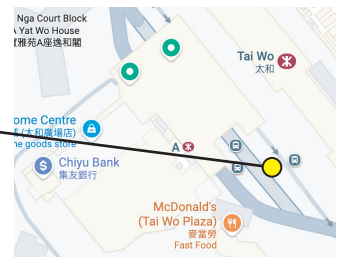 Nga Court Block
Yat Wo House
雅苑A座逸和閣
Tai Wo
太和
ome Centre
(太和廣場店)
ne goods store
A
Chiyu Bank
集友銀行
McDonald's
(Tai Wo Plaza)
麥當勞
Fast Food